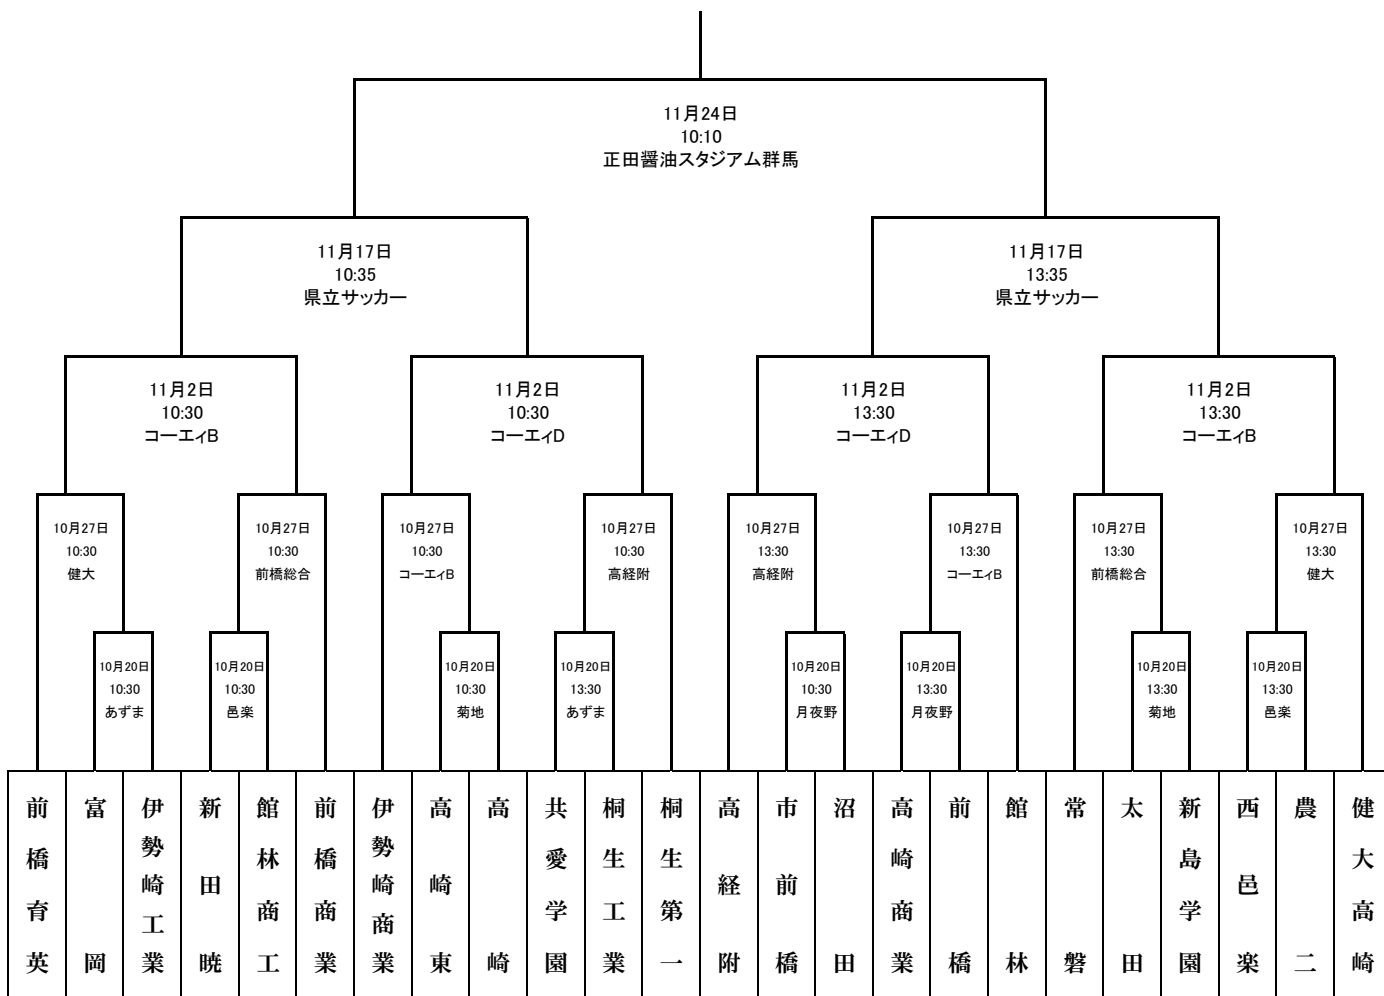 11月24日
10:10
正田醤油スタジアム群馬
11月17日
10:35
県立サッカー
11月17日
13:35
県立サッカー
11月2日
10:30
コーエィB
11月2日
10:30
コーエィD
11月2日
13:30
コーエィD
11月2日
13:30
コーエィB
10月27日
10:30
健大
10月27日
10:30
前橋総合
10月27日
10:30
コーエィB
10月27日
10:30
高経附
10月27日
13:30
高経附
10月27日
13:30
コーエィB
10月27日
13:30
前橋総合
10月27日
13:30
健大
10月20日
10:30
あずま
10月20日
10:30
邑楽
10月20日
10:30
菊地
10月20日
13:30
あずま
10月20日
10:30
月夜野
10月20日
13:30
月夜野
10月20日
13:30
菊地
10月20日
13:30
邑楽
前橋育英
富岡
伊勢崎工業
新田暁
館林商工
前橋商業
伊勢崎商業
高崎東
高崎
共愛学園
桐生工業
桐生第一
高経附
市前橋
沼田
高崎商業
前橋
館林
常磐
太田
新島学園
西邑楽
農二
健大高崎